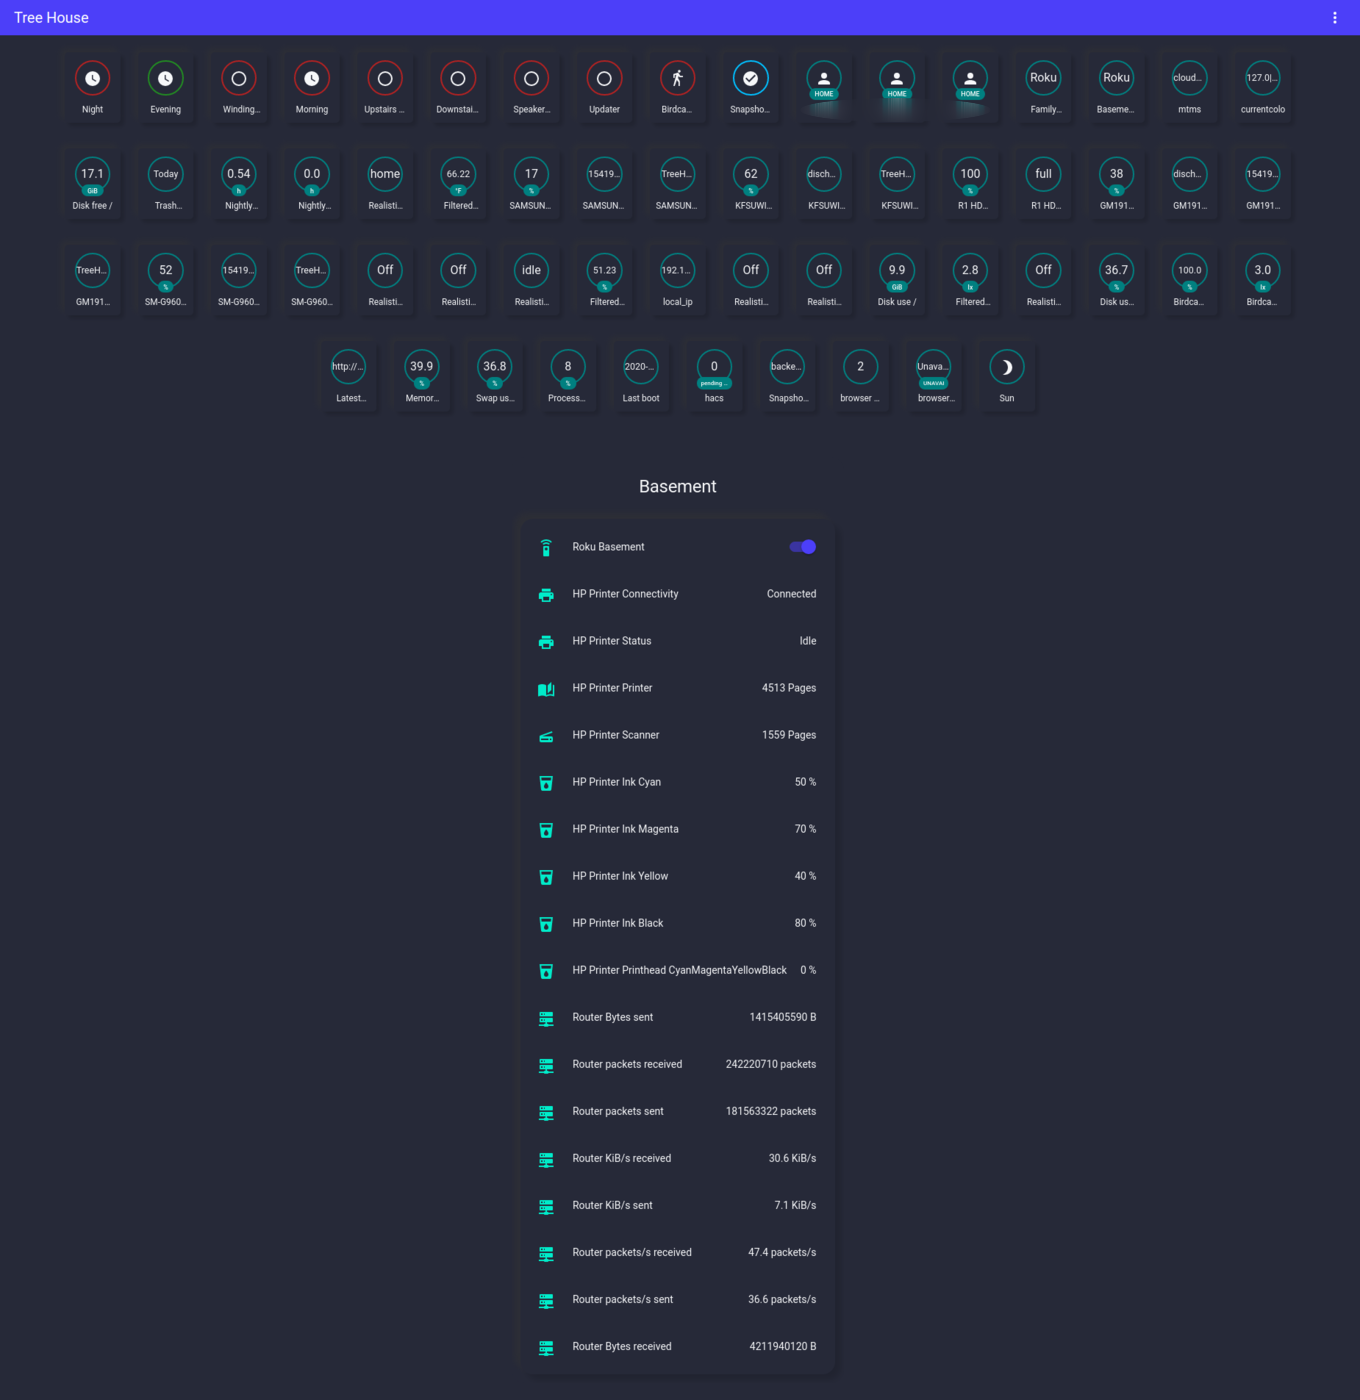 Tree House
Night Evening Winding... Morning Upstairs ... Downstai... Speaker... Updater Birdca... Snapsho... HOME HOME HOME Roku Family... Roku Baseme... cloud... mtms 127.0|... currentcolo
17.1 GiB Disk free / Today Trash... 0.54 h Nightly... 0.0 h Nightly... home Realisti... 66.22 °F Filtered... 17 % SAMSUN... 15419... SAMSUN... TreeH... SAMSUN... 62 % KFSUWI... disch... KFSUWI... TreeH... KFSUWI... 100 % R1 HD... full R1 HD... 38 % GM191... disch... GM191... 15419... GM191...
TreeH... GM191... 52 % SM-G960... 15419... SM-G960... TreeH... SM-G960... Off Realisti... Off Realisti... idle Realisti... 51.23 % Filtered... 192.1... local_ip Off Realisti... Off Realisti... 9.9 GiB Disk use / 2.8 lx Filtered... Off Realisti... 36.7 % Disk us... 100.0 % Birdca... 3.0 lx Birdca...
http://... Latest... 39.9 % Memor... 36.8 % Swap us... 8 % Process... 2020-... Last boot 0 pending ... hacs backe... Snapsho... 2 browser ... Unava... UNAVAI browser... Sun
Basement
Roku Basement
HP Printer Connectivity Connected
HP Printer Status Idle
HP Printer Printer 4513 Pages
HP Printer Scanner 1559 Pages
HP Printer Ink Cyan 50 %
HP Printer Ink Magenta 70 %
HP Printer Ink Yellow 40 %
HP Printer Ink Black 80 %
HP Printer Printhead CyanMagentaYellowBlack 0 %
Router Bytes sent 1415405590 B
Router packets received 242220710 packets
Router packets sent 181563322 packets
Router KiB/s received 30.6 KiB/s
Router KiB/s sent 7.1 KiB/s
Router packets/s received 47.4 packets/s
Router packets/s sent 36.6 packets/s
Router Bytes received 4211940120 B